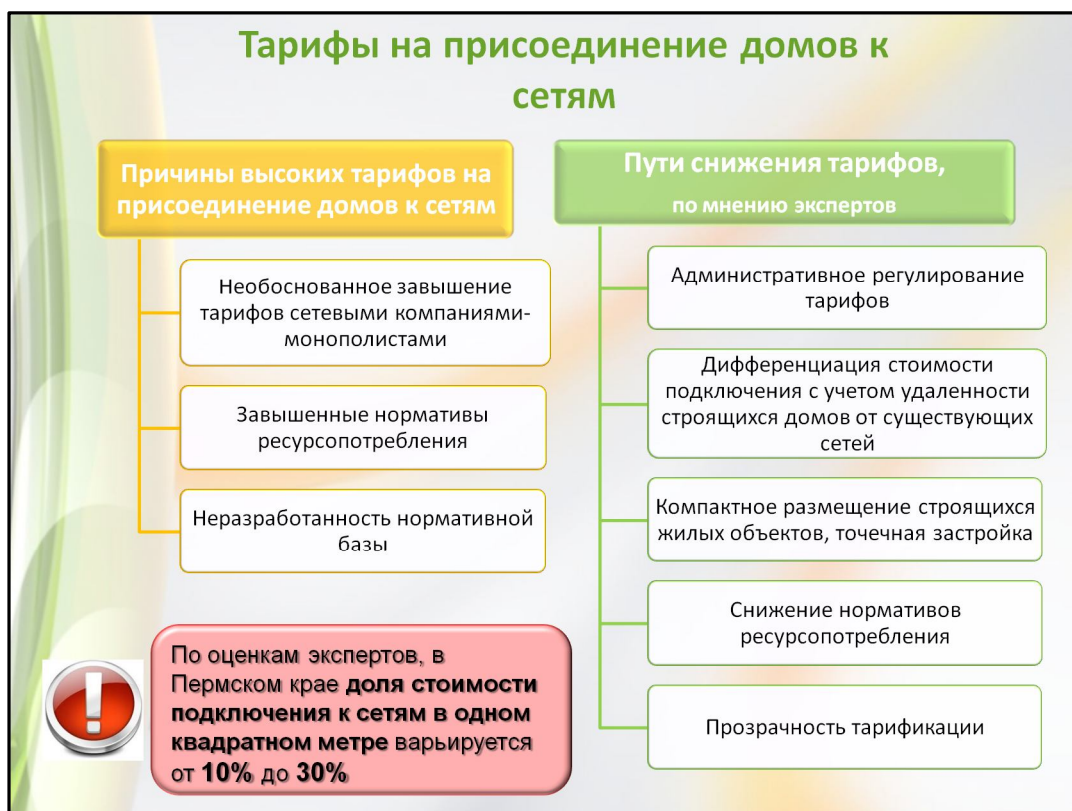 Тарифы на присоединение домов к
сетям
Причины высоких тарифов на
присоединение домов к сетям
Необоснованное завышение
тарифов сетевыми компаниями-
монополистами
Завышенные нормативы
ресурсопотребления
Неразработанность нормативной
базы
По оценкам экспертов, в
Пермском крае доля стоимости
подключения к сетям в одном
квадратном метре варьируется
от 10% до 30%
Пути снижения тарифов,
по мнению экспертов
Административное регулирование
тарифов
Дифференциация стоимости
подключения с учетом удаленности
строящихся домов от существующих
сетей
Компактное размещение строящихся
жилых объектов, точечная застройка
Снижение нормативов
ресурсопотребления
Прозрачность тарификации